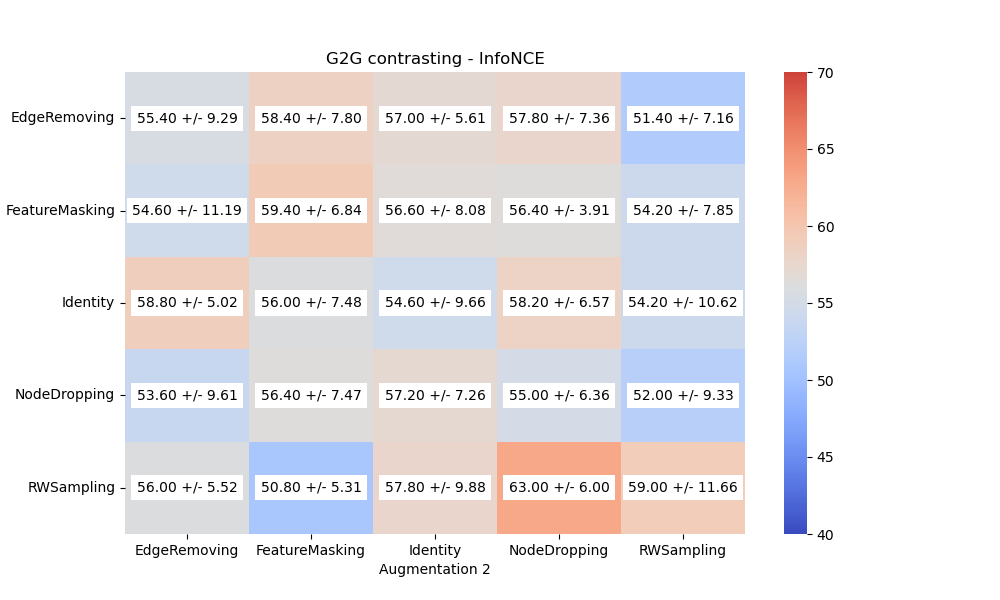 G2G contrasting - InfoNCE
70
EdgeRemoving 55.40 +/- 9.29 58.40 +/- 7.80 57.00 +/- 5.61 57.80 +/- 7.36 51.40 +/- 7.16
65
FeatureMasking 54.60 +/- 11.19 59.40 +/- 6.84 56.60 +/- 8.08 56.40 +/- 3.91 54.20 +/- 7.85
60
Identity 58.80 +/- 5.02 56.00 +/- 7.48 54.60 +/- 9.66 58.20 +/- 6.57 54.20 +/- 10.62
55
50
NodeDropping 53.60 +/- 9.61 56.40 +/- 7.47 57.20 +/- 7.26 55.00 +/- 6.36 52.00 +/- 9.33
45
RWSampling 56.00 +/- 5.52 50.80 +/- 5.31 57.80 +/- 9.88 63.00 +/- 6.00 59.00 +/- 11.66
40
EdgeRemoving FeatureMasking Identity NodeDropping RWSampling
Augmentation 2